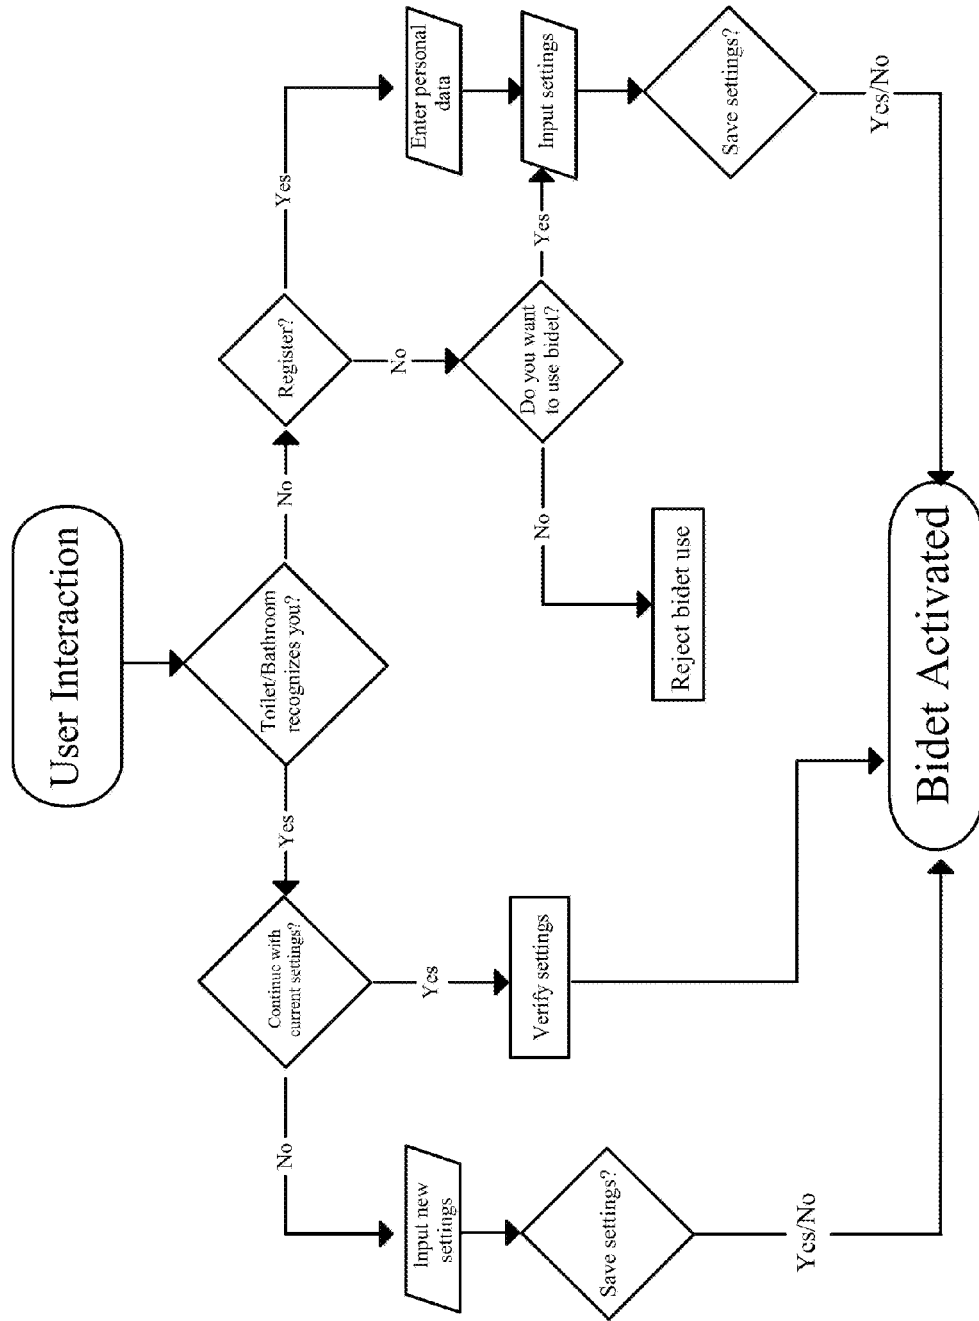 User Interaction
Toilet/Bathroom
recognizes you?
Yes
No
Continue with
current settings?
Register?
No
Yes
Yes
No
Input new
settings
Verify settings
Do you want
to use bidet?
Enter personal
data
No
Yes
Input settings
Save settings?
Reject bidet use
Save settings?
Yes/No
Yes/No
Bidet Activated